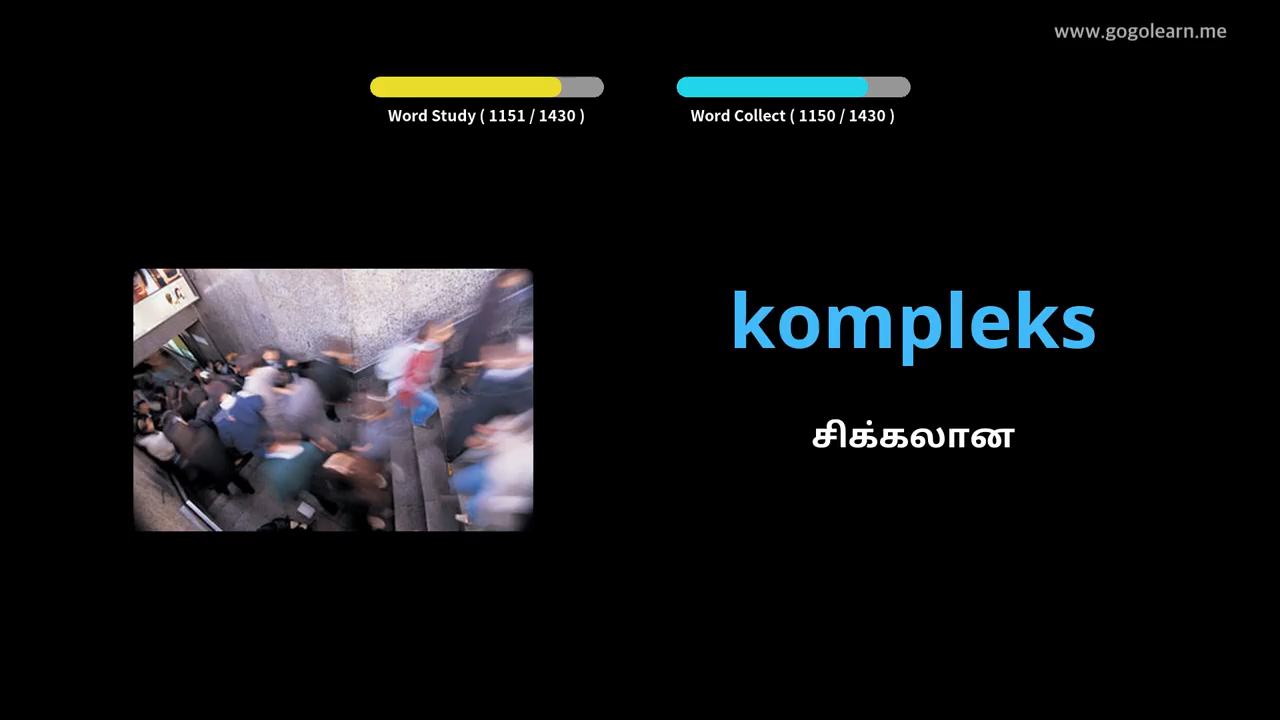 www.gogolearn.me
Word Study ( 1151 / 1430 )
Word Collect ( 1150 / 1430 )
kompleks
சிக்கலான